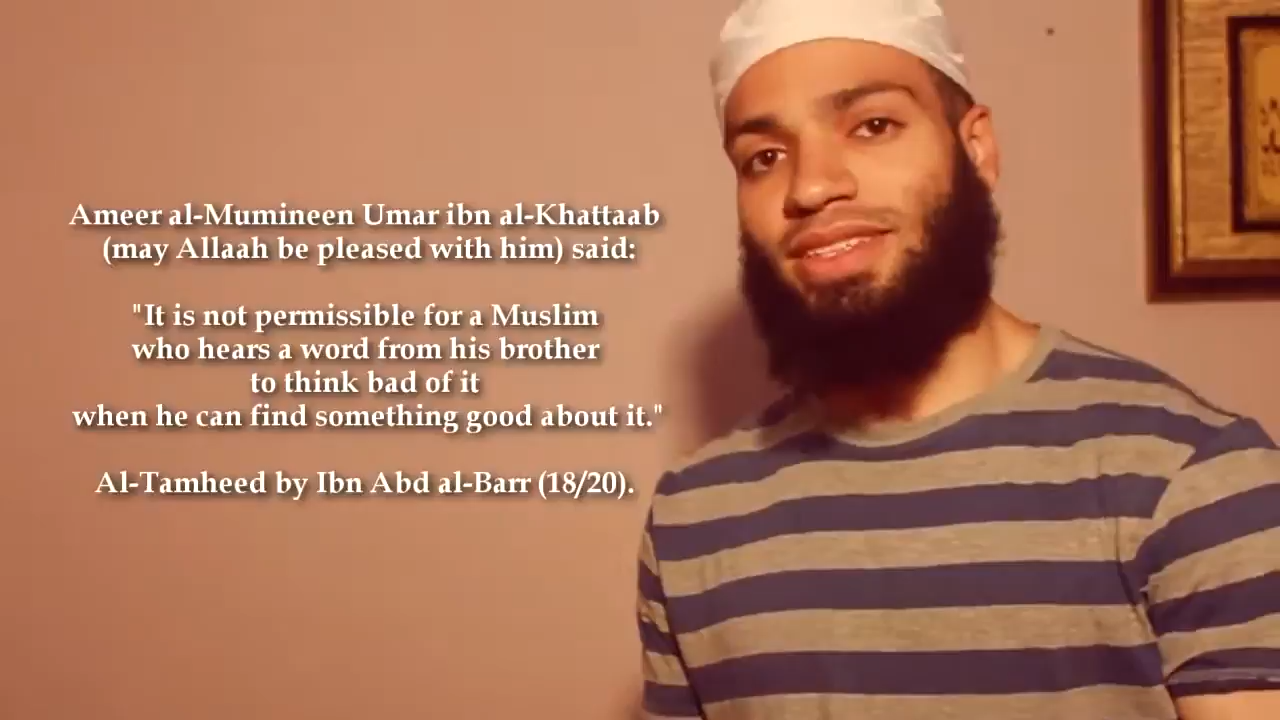 Ameer al-Mumineen Umar ibn al-Khattaab
(may Allaah be pleased with him) said:
"It is not permissible for a Muslim
who hears a word from his brother
to think bad of it
when he can find something good about it."
Al-Tamheed by Ibn Abd al-Barr (18/20).